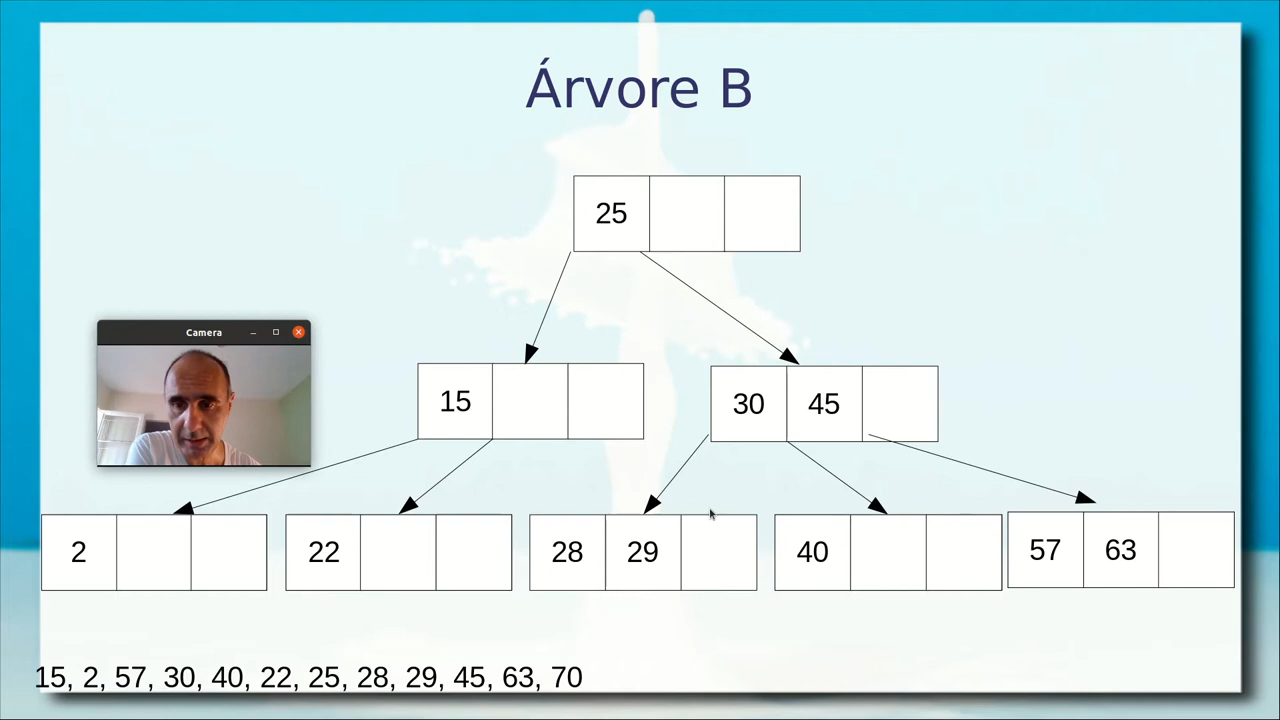 Árvore B
25
Camera
15
30 45
2
22
28 29
40
57 63
15, 2, 57, 30, 40, 22, 25, 28, 29, 45, 63, 70